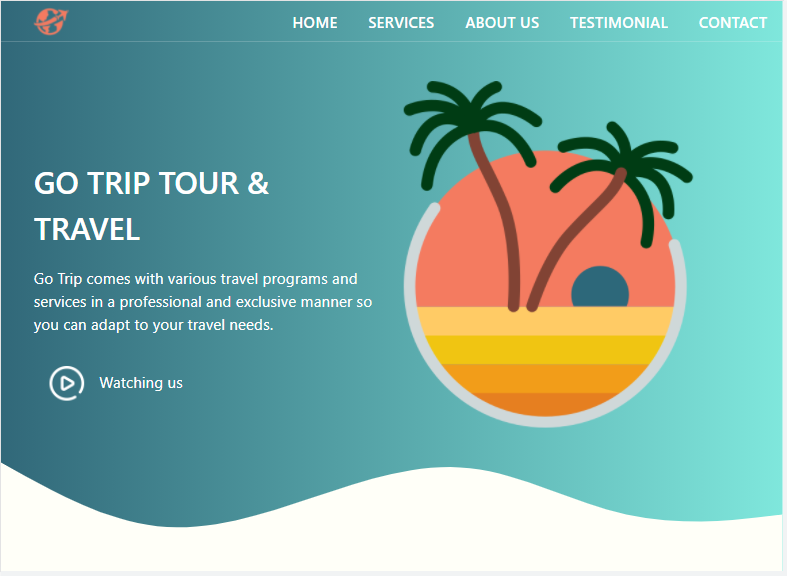 HOME SERVICES ABOUT US TESTIMONIAL CONTACT
GO TRIP TOUR &
TRAVEL
Go Trip comes with various travel programs and
services in a professional and exclusive manner so
you can adapt to your travel needs.
Watching us